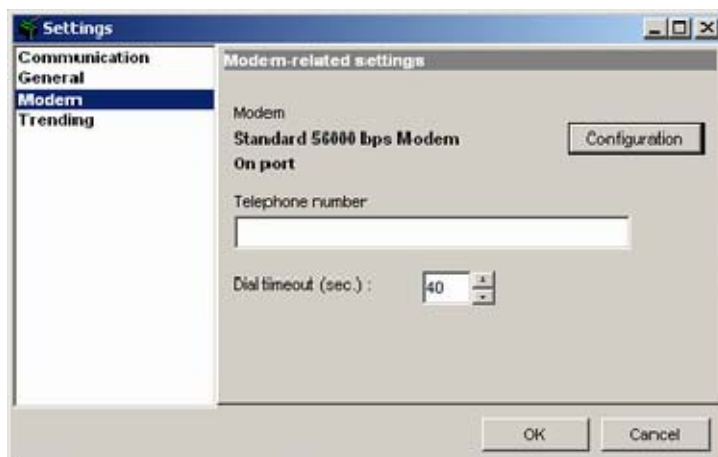 Settings
Communication
General
Modem
Trending
Modem-related settings
Modem
Standard 56000 bps Modem
On port
Configuration
Telephone number
Dial timeout (sec.) :
40
OK
Cancel